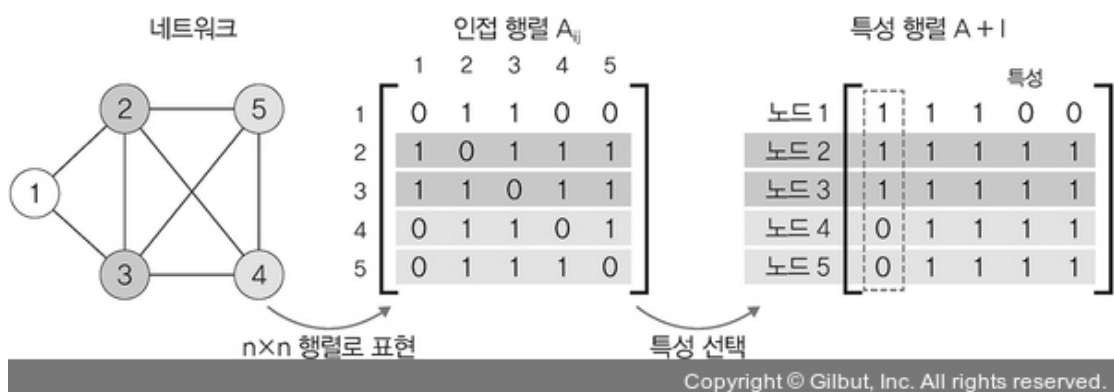 네트워크
인접 행렬 Aij
특성 행렬 A + I
1 2 3 4 5
특성
1 0 1 1 0 0
2 1 0 1 1 1
3 1 1 0 1 1
4 0 1 1 0 1
5 0 1 1 1 0
노드 1 1 1 1 0 0
노드 2 1 1 1 1 1
노드 3 1 1 1 1 1
노드 4 0 1 1 1 1
노드 5 0 1 1 1 1
2 5
1
3 4
n×n 행렬로 표현
특성 선택
Copyright © Gilbut, Inc. All rights reserved